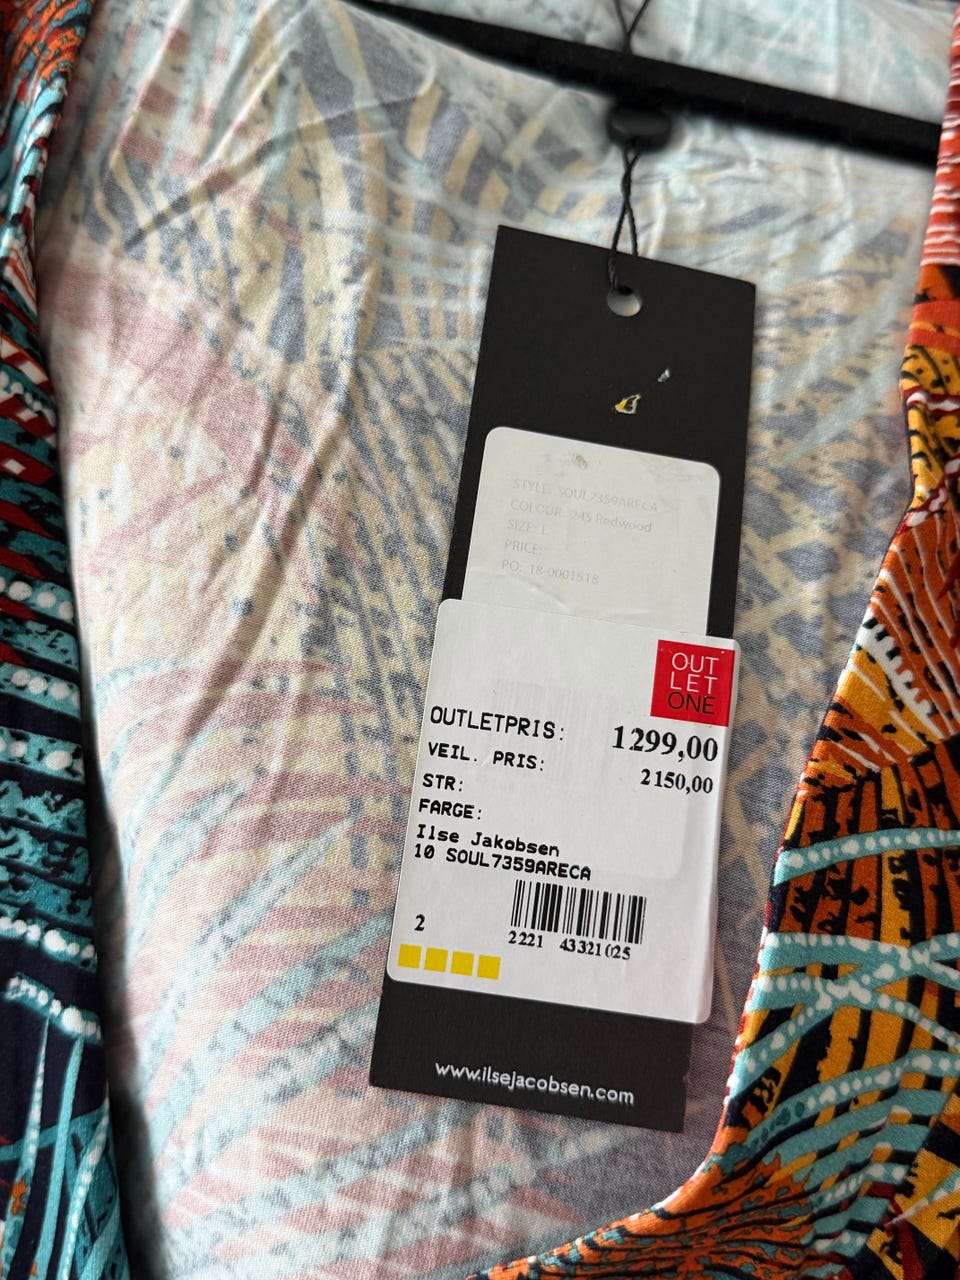 STYLE: SOUL7359ARECA
COLOUR: 245 Redwood
SIZE: L
PRICE:
PO: 18-0001518
OUT
LET
ONE
OUTLETPRIS: 1299,00
VEIL. PRIS: 2150,00
STR:
FARGE:
Ilse Jakobsen
10 SOUL7359ARECA
2
2221 43321025
www.ilsejacobsen.com